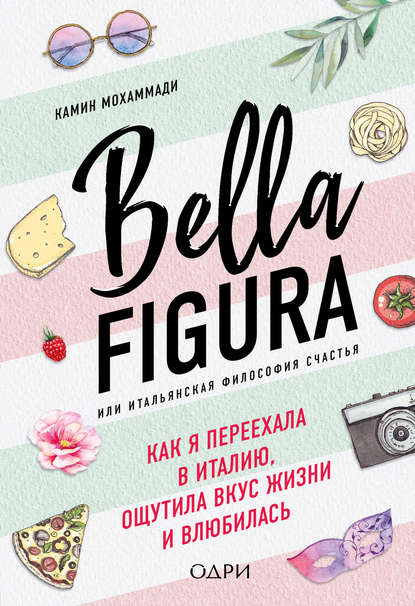 КАМИН МОХАММАДИ
Bella
FIGURA
ИЛИ ИТАЛЬЯНСКАЯ ФИЛОСОФИЯ СЧАСТЬЯ
КАК Я ПЕРЕЕХАЛА
В ИТАЛИЮ,
ОЩУТИЛА ВКУС ЖИЗНИ
И ВЛЮБИЛАСЬ
ОДРИ